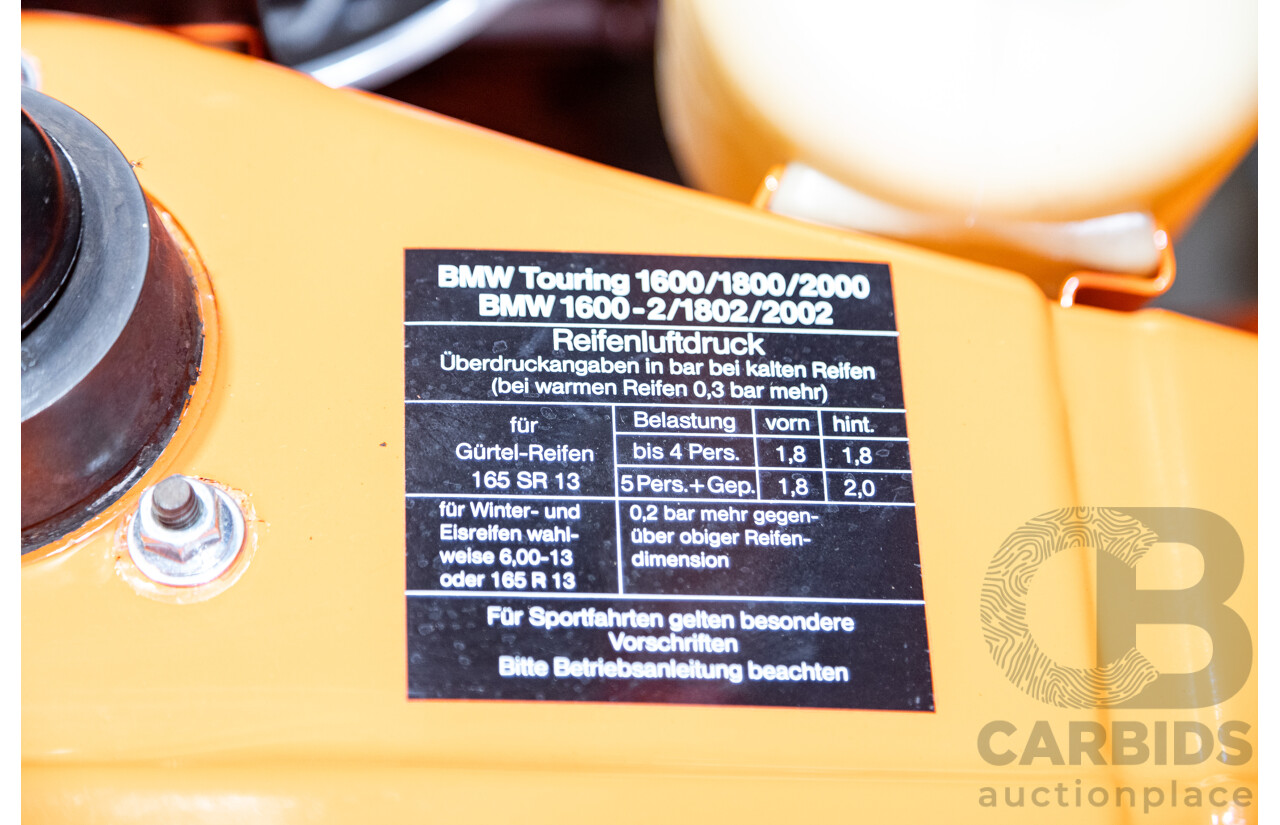 BMW Touring 1600/1800/2000
BMW 1600-2/1802/2002
Reifenluftdruck
Überdruckangaben in bar bei kalten Reifen
(bei warmen Reifen 0,3 bar mehr)
für
Gürtel-Reifen
165 SR 13
Belastung vorn hint.
bis 4 Pers. 1,8 1,8
5 Pers.+Gep. 1,8 2,0
für Winter- und
Eisreifen wahl-
weise 6,00-13
oder 165 R 13
0,2 bar mehr gegen-
über obiger Reifen-
dimension
Für Sportfahrten gelten besondere
Vorschriften
Bitte Betriebsanleitung beachten
CB
CARBIDS
auctionplace